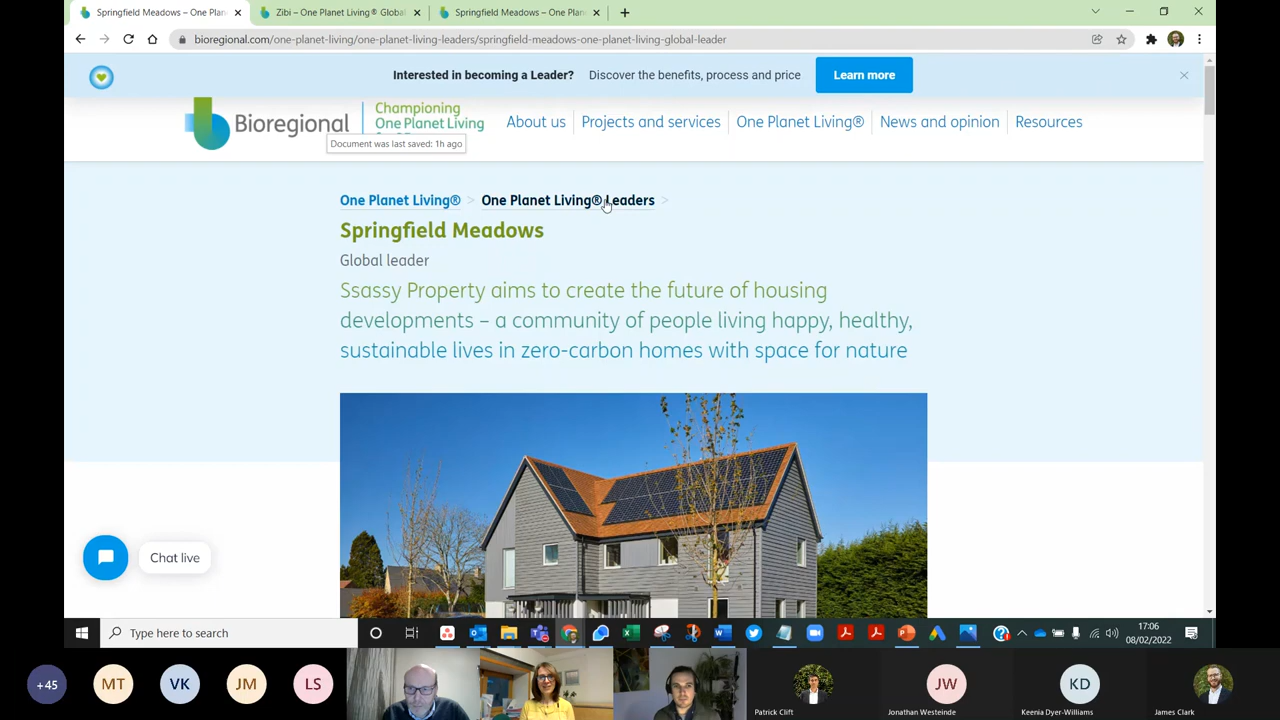 Springfield Meadows – One Plan
Zibi – One Planet Living® Global
Springfield Meadows – One Plan
bioregional.com/one-planet-living/one-planet-living-leaders/springfield-meadows-one-planet-living-global-leader
Interested in becoming a Leader? Discover the benefits, process and price Learn more
Bioregional
Championing
One Planet Living
Document was last saved: 1h ago
About us Projects and services One Planet Living® News and opinion Resources
One Planet Living® > One Planet Living® Leaders >
Springfield Meadows
Global leader
Ssassy Property aims to create the future of housing
developments – a community of people living happy, healthy,
sustainable lives in zero-carbon homes with space for nature
Chat live
Type here to search
17:06
08/02/2022
+45 MT VK JM LS JW KD
Patrick Clift Jonathan Westeinde Keenia Dyer-Williams James Clark